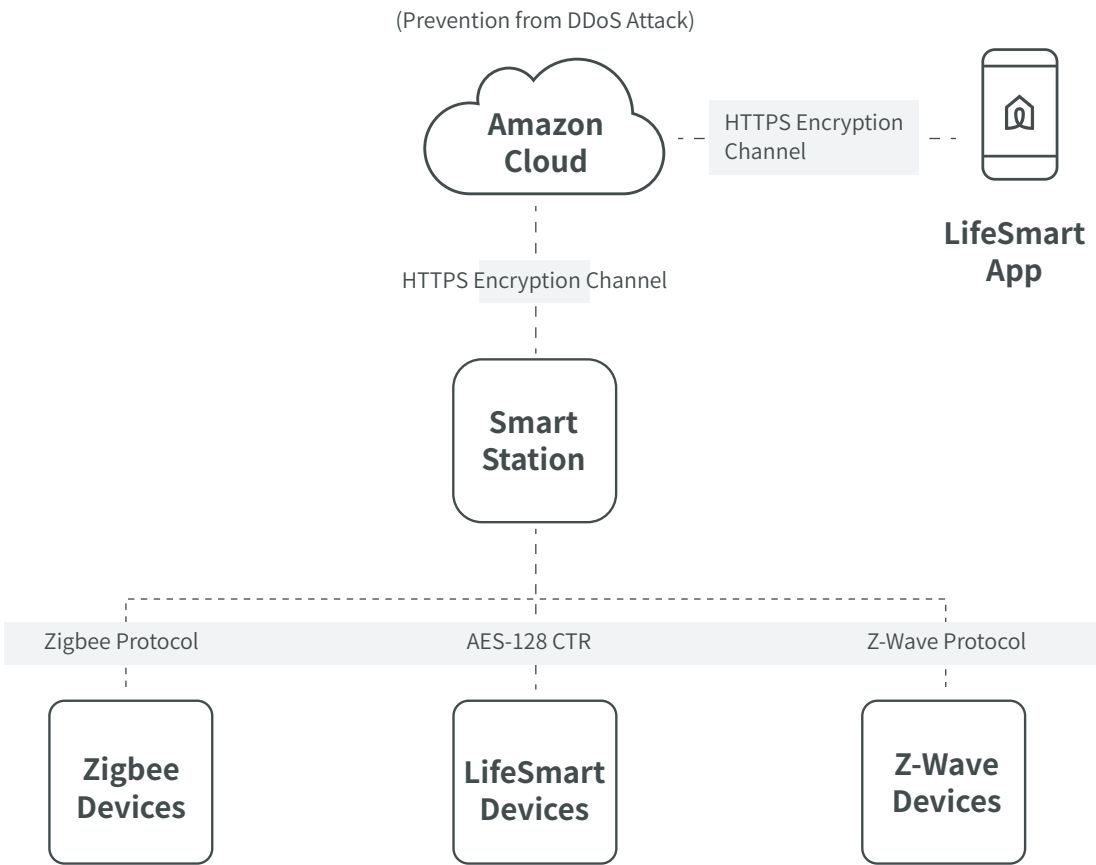 (Prevention from DDoS Attack)
Amazon
Cloud
HTTPS Encryption
Channel
LifeSmart
App
HTTPS Encryption Channel
Smart
Station
Zigbee Protocol
AES-128 CTR
Z-Wave Protocol
Zigbee
Devices
LifeSmart
Devices
Z-Wave
Devices